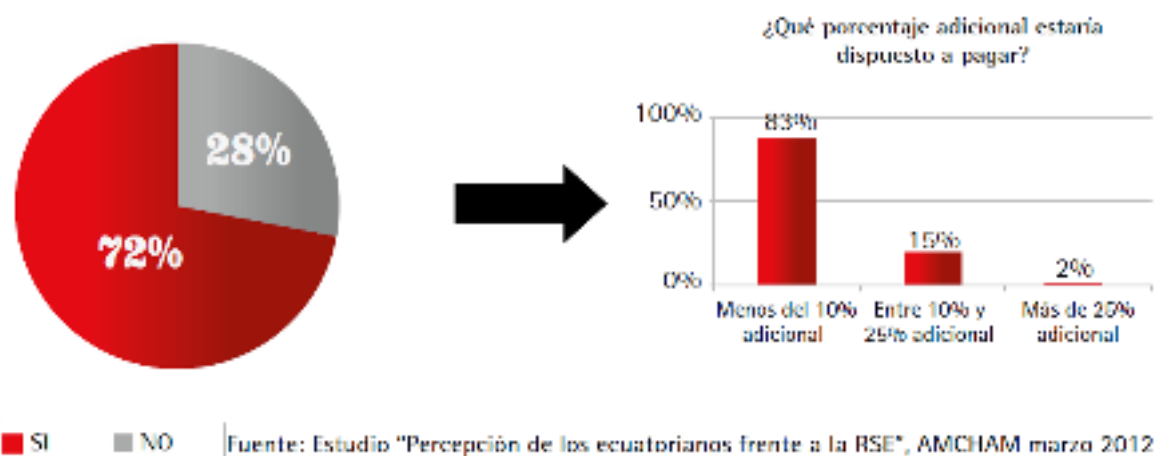 28%
72%
SI
NO
¿Qué porcentaje adicional estaría
dispuesto a pagar?
100%
50%
0%
83%
15%
2%
Menos del 10%
adicional
Entre 10% y
25% adicional
Más de 25%
adicional
Fuente: Estudio "Percepción de los ecuatorianos frente a la RSE", AMCHAM marzo 2012